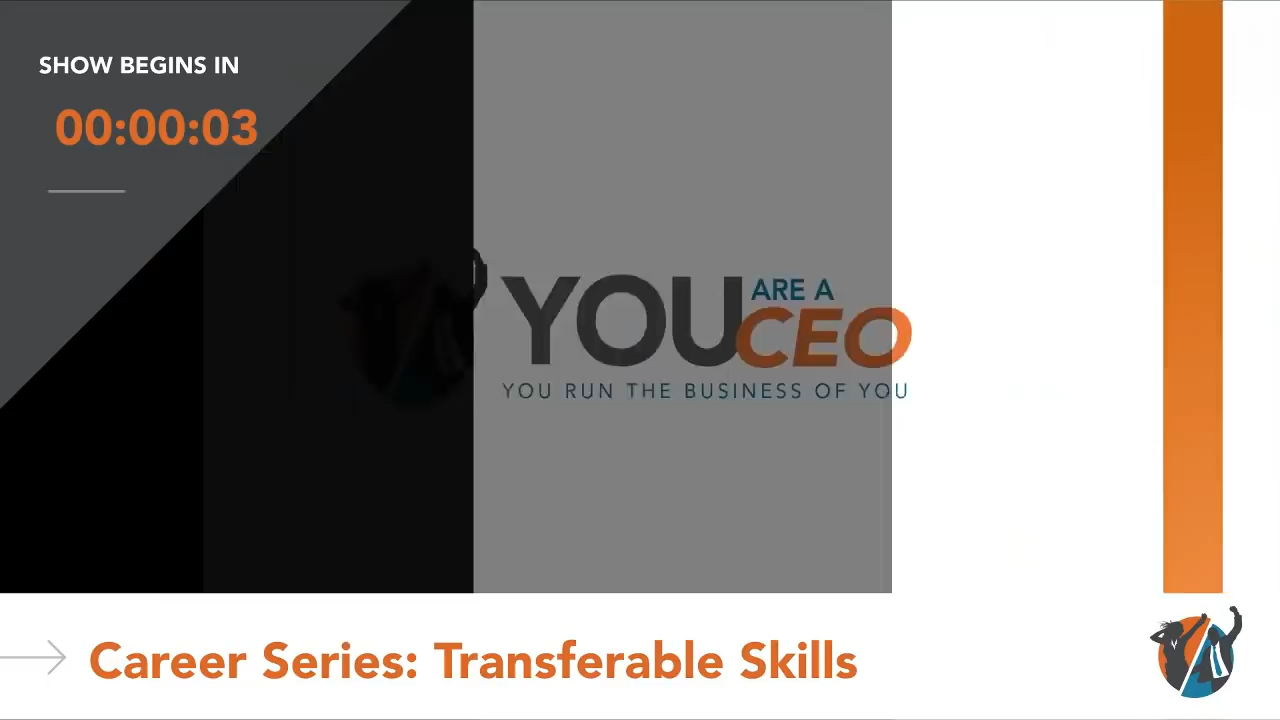 SHOW BEGINS IN
00:00:03
YOU ARE A CEO
YOU RUN THE BUSINESS OF YOU
Career Series: Transferable Skills